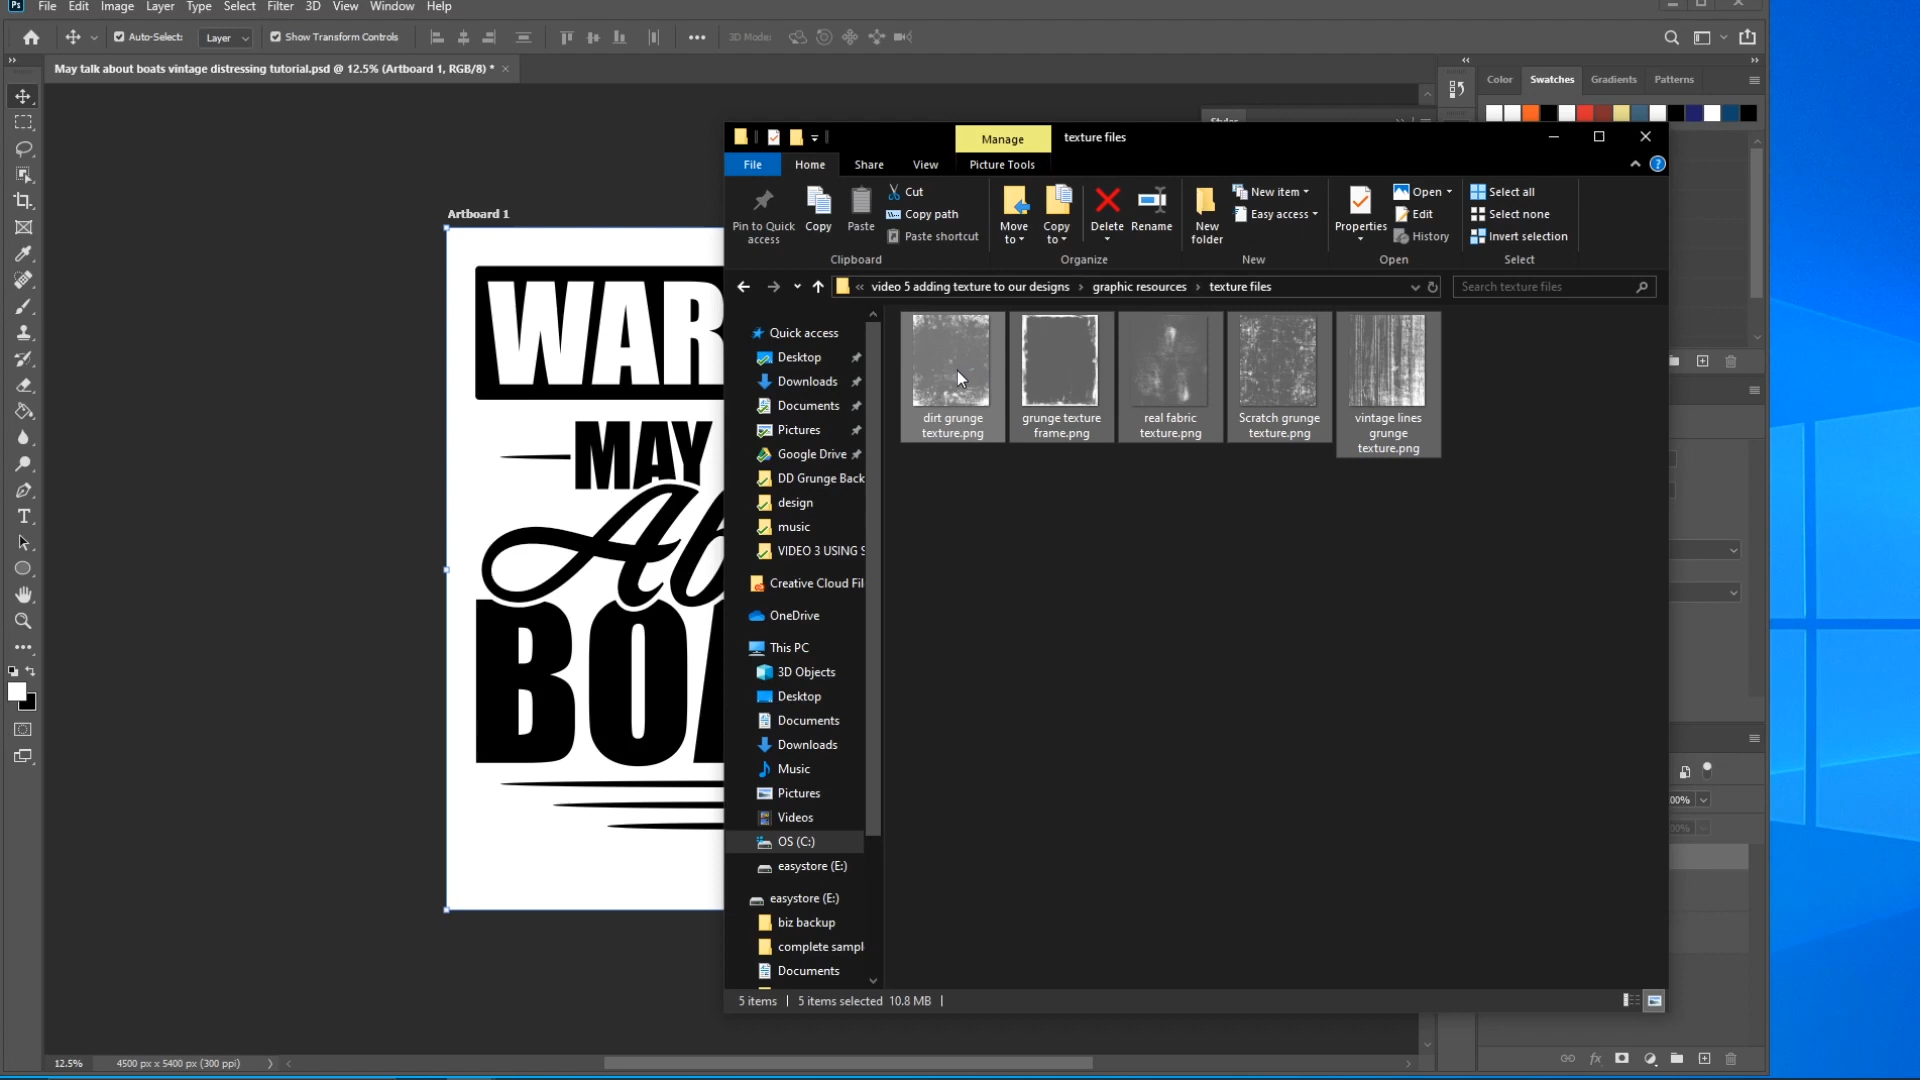 Ps File Edit Image Layer Type Select Filter 3D View Window Help
Auto-Select: Layer Show Transform Controls 3D Mode:
May talk about boats vintage distressing tutorial.psd @ 12.5% (Artboard 1, RGB/8) *
Color Swatches Gradients Patterns
Artboard 1
WAR
MAY
Ab
BO
Manage texture files
File Home Share View Picture Tools
Pin to Quick access
Copy
Paste
Cut
Copy path
Paste shortcut
Clipboard
Move to
Copy to
Delete
Rename
Organize
New folder
New item
Easy access
New
Properties
Open
Edit
History
Open
Select all
Select none
Invert selection
Select
« video 5 adding texture to our designs › graphic resources › texture files
Search texture files
Quick access
Desktop
Downloads
Documents
Pictures
Google Drive
DD Grunge Back
design
music
VIDEO 3 USING S
Creative Cloud Fil
OneDrive
This PC
3D Objects
Desktop
Documents
Downloads
Music
Pictures
Videos
OS (C:)
easystore (E:)
easystore (E:)
biz backup
complete sampl
Documents
dirt grunge
texture.png
grunge texture
frame.png
real fabric
texture.png
Scratch grunge
texture.png
vintage lines
grunge
texture.png
5 items 5 items selected 10.8 MB
12.5% 4500 px x 5400 px (300 ppi)
fx